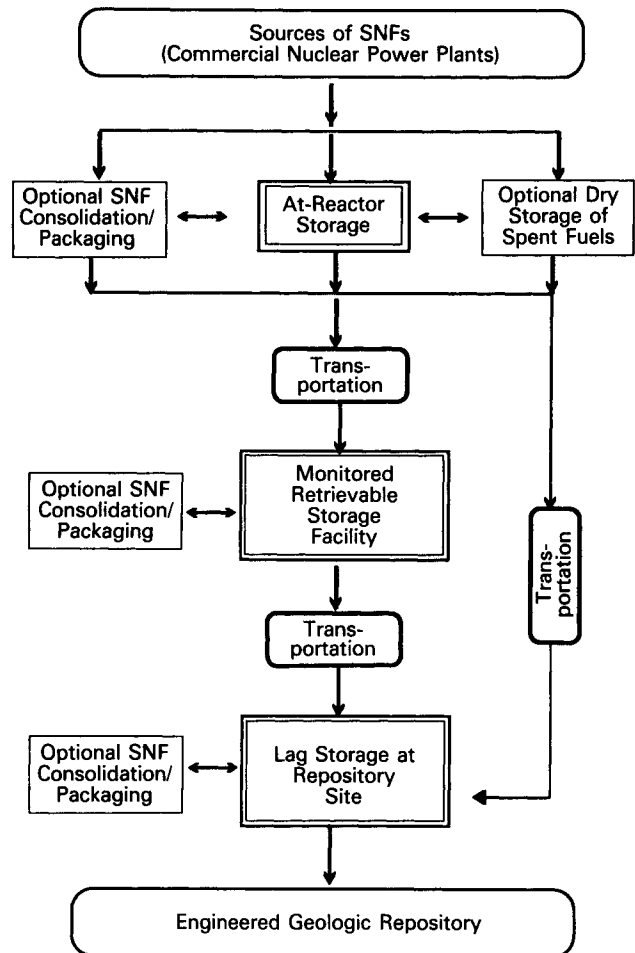 Sources of SNFs
(Commercial Nuclear Power Plants)
Optional SNF
Consolidation/
Packaging
At-Reactor
Storage
Optional Dry
Storage of
Spent Fuels
Trans-
portation
Optional SNF
Consolidation/
Packaging
Monitored
Retrievable
Storage
Facility
Trans-
portation
Trans-
portation
Optional SNF
Consolidation/
Packaging
Lag Storage at
Repository
Site
Engineered Geologic Repository